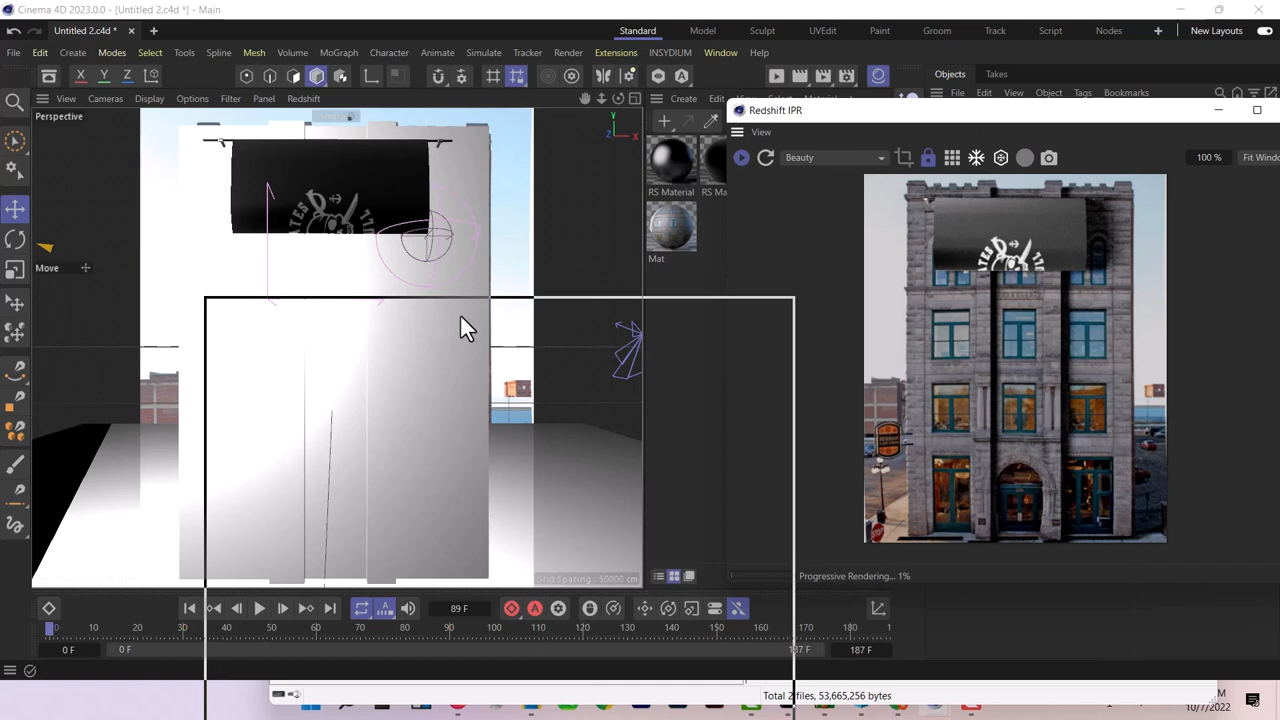 Cinema 4D 2023.0.0 - [Untitled 2.c4d *] - Main
Untitled 2.c4d *
Standard Model Sculpt UVEdit Paint Groom Track Script Nodes New Layouts
File Edit Create Modes Select Tools Spline Mesh Volume MoGraph Character Animate Simulate Tracker Render Extensions INSYDIUM Window Help
Objects Takes
View Cameras Display Options Filter Panel Redshift
Create Edit
File Edit View Object Tags Bookmarks
Perspective
Y
Z X
Redshift IPR
View
Beauty
100 %
Fit Windo
RS Material RS Ma
Mat
Move
Grid Spacing : 50000 cm
Progressive Rendering... 1%
89 F
0 10 20 30 40 50 60 70 80 90 100 110 120 130 140 150 160 170 180 1
0 F
0 F
187 F
187 F
Total 2 files, 53,665,256 bytes
M
10/7/2022